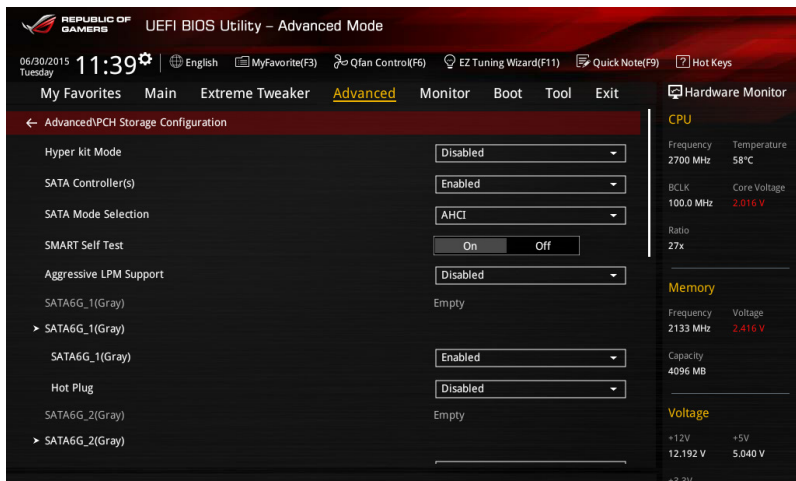 REPUBLIC OF
GAMERS
UEFI BIOS Utility – Advanced Mode
06/30/2015
Tuesday
11:39
English
MyFavorite(F3)
Qfan Control(F6)
EZ Tuning Wizard(F11)
Quick Note(F9)
? Hot Keys
My Favorites Main Extreme Tweaker Advanced Monitor Boot Tool Exit
Hardware Monitor
← Advanced\PCH Storage Configuration
Hyper kit Mode Disabled
SATA Controller(s) Enabled
SATA Mode Selection AHCI
SMART Self Test On Off
Aggressive LPM Support Disabled
SATA6G_1(Gray) Empty
SATA6G_1(Gray)
SATA6G_1(Gray) Enabled
Hot Plug Disabled
SATA6G_2(Gray) Empty
SATA6G_2(Gray)
CPU
Frequency Temperature
2700 MHz 58°C
BCLK Core Voltage
100.0 MHz 2.016 V
Ratio
27x
Memory
Frequency Voltage
2133 MHz 2.416 V
Capacity
4096 MB
Voltage
+12V +5V
12.192 V 5.040 V
+3.3V